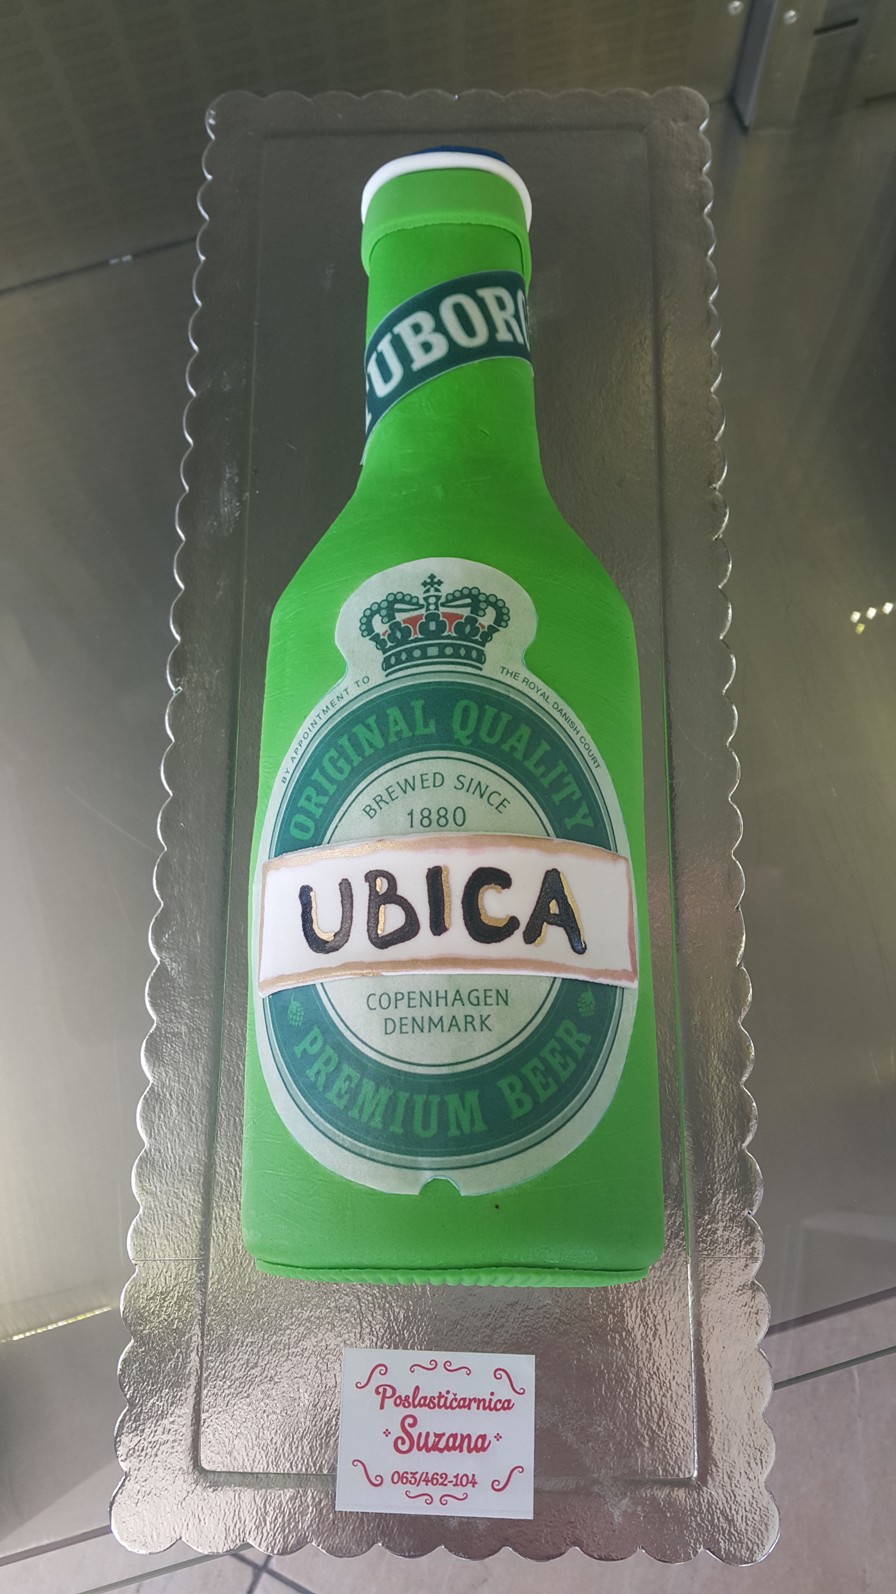 TUBORG
BY APPOINTMENT TO THE ROYAL DANISH COURT
ORIGINAL QUALITY
BREWED SINCE
1880
UBICA
COPENHAGEN
DENMARK
PREMIUM BEER
Poslastičarnica
Suzana
063/462-104